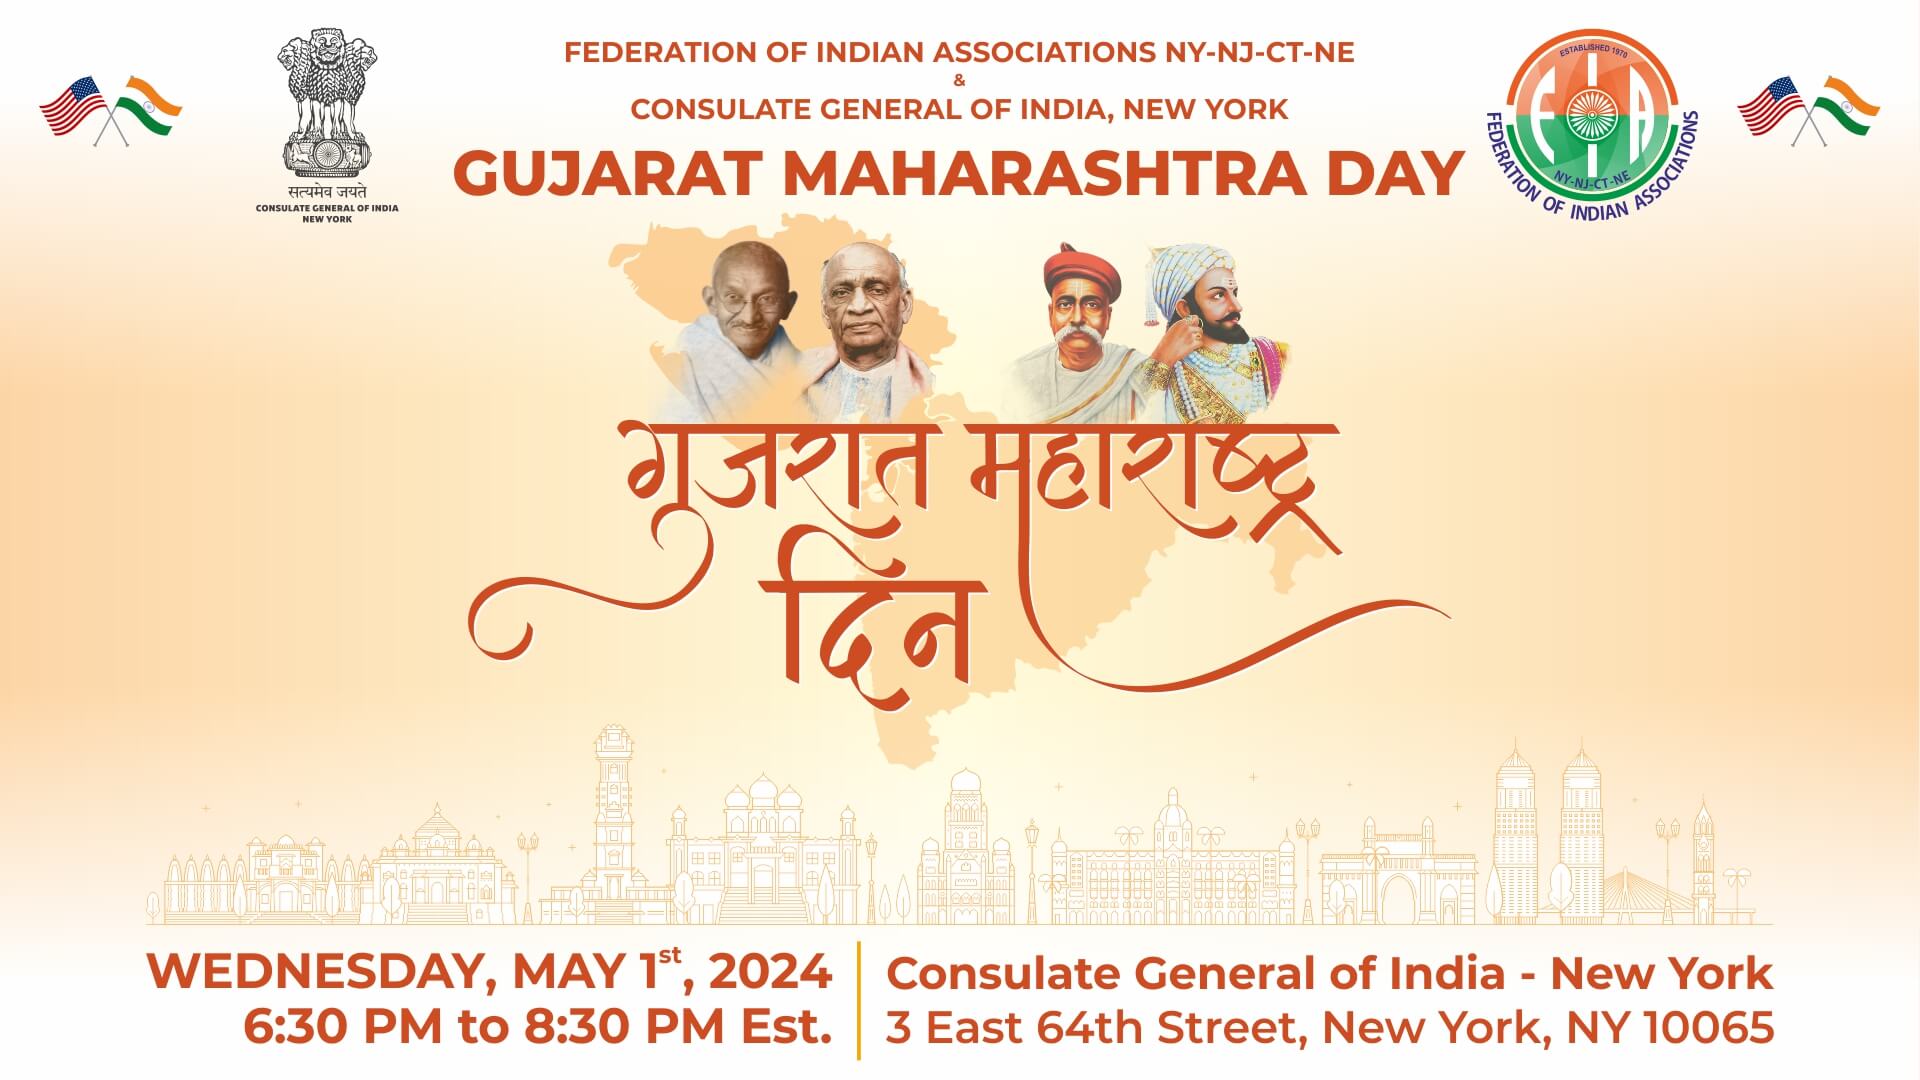 FEDERATION OF INDIAN ASSOCIATIONS NY-NJ-CT-NE
&
CONSULATE GENERAL OF INDIA, NEW YORK
GUJARAT MAHARASHTRA DAY
सत्यमेव जयते
CONSULATE GENERAL OF INDIA
NEW YORK
ESTABLISHED 1970
FIA
NY-NJ-CT-NE
FEDERATION OF INDIAN ASSOCIATIONS
गुजरात महाराष्ट्र
दिन
WEDNESDAY, MAY 1st, 2024
6:30 PM to 8:30 PM Est.
Consulate General of India - New York
3 East 64th Street, New York, NY 10065